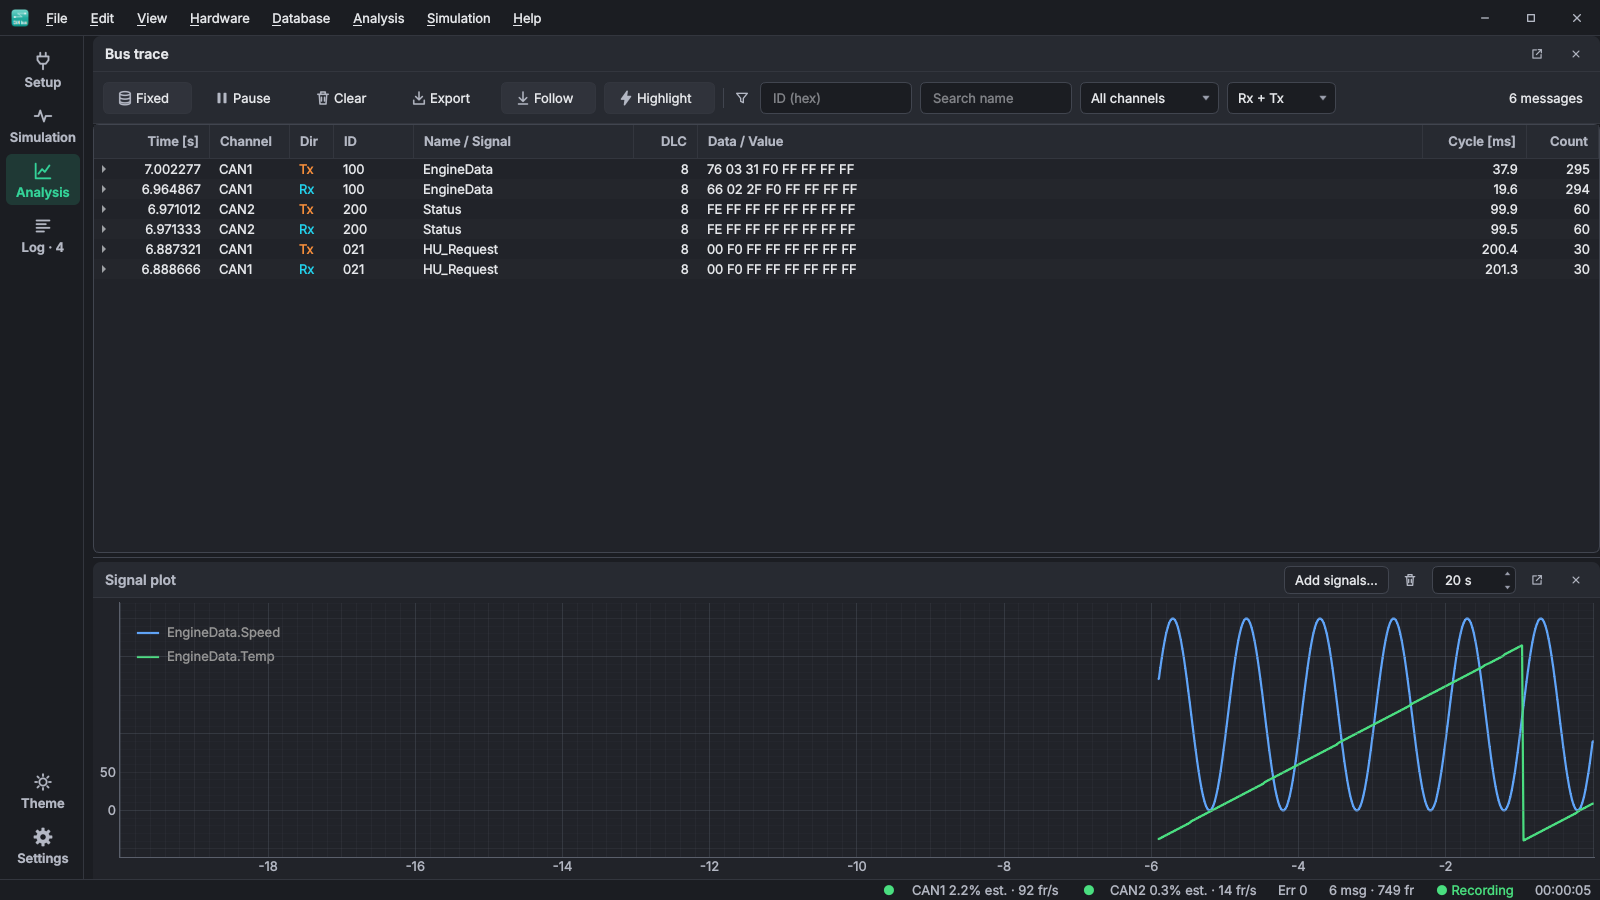 File Edit View Hardware Database Analysis Simulation Help
Setup
Simulation
Analysis
Log · 4
Theme
Settings
Bus trace
Fixed Pause Clear Export Follow Highlight ID (hex) Search name All channels Rx + Tx 6 messages
Time [s] Channel Dir ID Name / Signal DLC Data / Value Cycle [ms] Count
7.002277 CAN1 Tx 100 EngineData 8 76 03 31 F0 FF FF FF FF 37.9 295
6.964867 CAN1 Rx 100 EngineData 8 66 02 2F F0 FF FF FF FF 19.6 294
6.971012 CAN2 Tx 200 Status 8 FE FF FF FF FF FF FF FF 99.9 60
6.971333 CAN2 Rx 200 Status 8 FE FF FF FF FF FF FF FF 99.5 60
6.887321 CAN1 Tx 021 HU_Request 8 00 F0 FF FF FF FF FF FF 200.4 30
6.888666 CAN1 Rx 021 HU_Request 8 00 F0 FF FF FF FF FF FF 201.3 30
Signal plot Add signals... 20 s
EngineData.Speed
EngineData.Temp
50
0
-18 -16 -14 -12 -10 -8 -6 -4 -2
CAN1 2.2% est. · 92 fr/s CAN2 0.3% est. · 14 fr/s Err 0 6 msg · 749 fr Recording 00:00:05